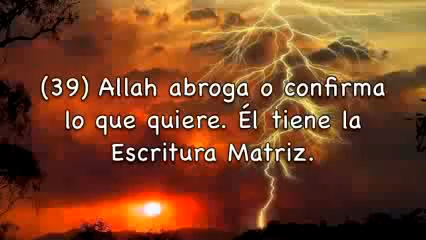 (39) Allah abroga o confirma
lo que quiere. Él tiene la
Escritura Matriz.